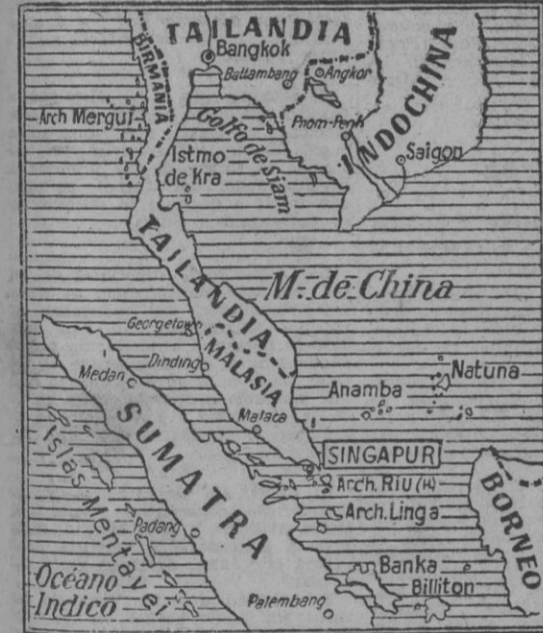 TAILANDIA
Bangkok
BIRMANIA
Battambang
Angkor
Arch Mergui
Pnom-Penh
INDOCHINA
Golfo de Siam
Saigon
Istmo
de Kra
TAILANDIA
M. de China
Georgetown
MALASIA
Dinding
Medan
Natuna
Anamba
Malaca
SUMATRA
SINGAPUR
Arch. Riu (H)
Arch. Linga
BORNEO
Islas Mentavei
Padang
Banka
Billiton
Océano
Indico
Palembang